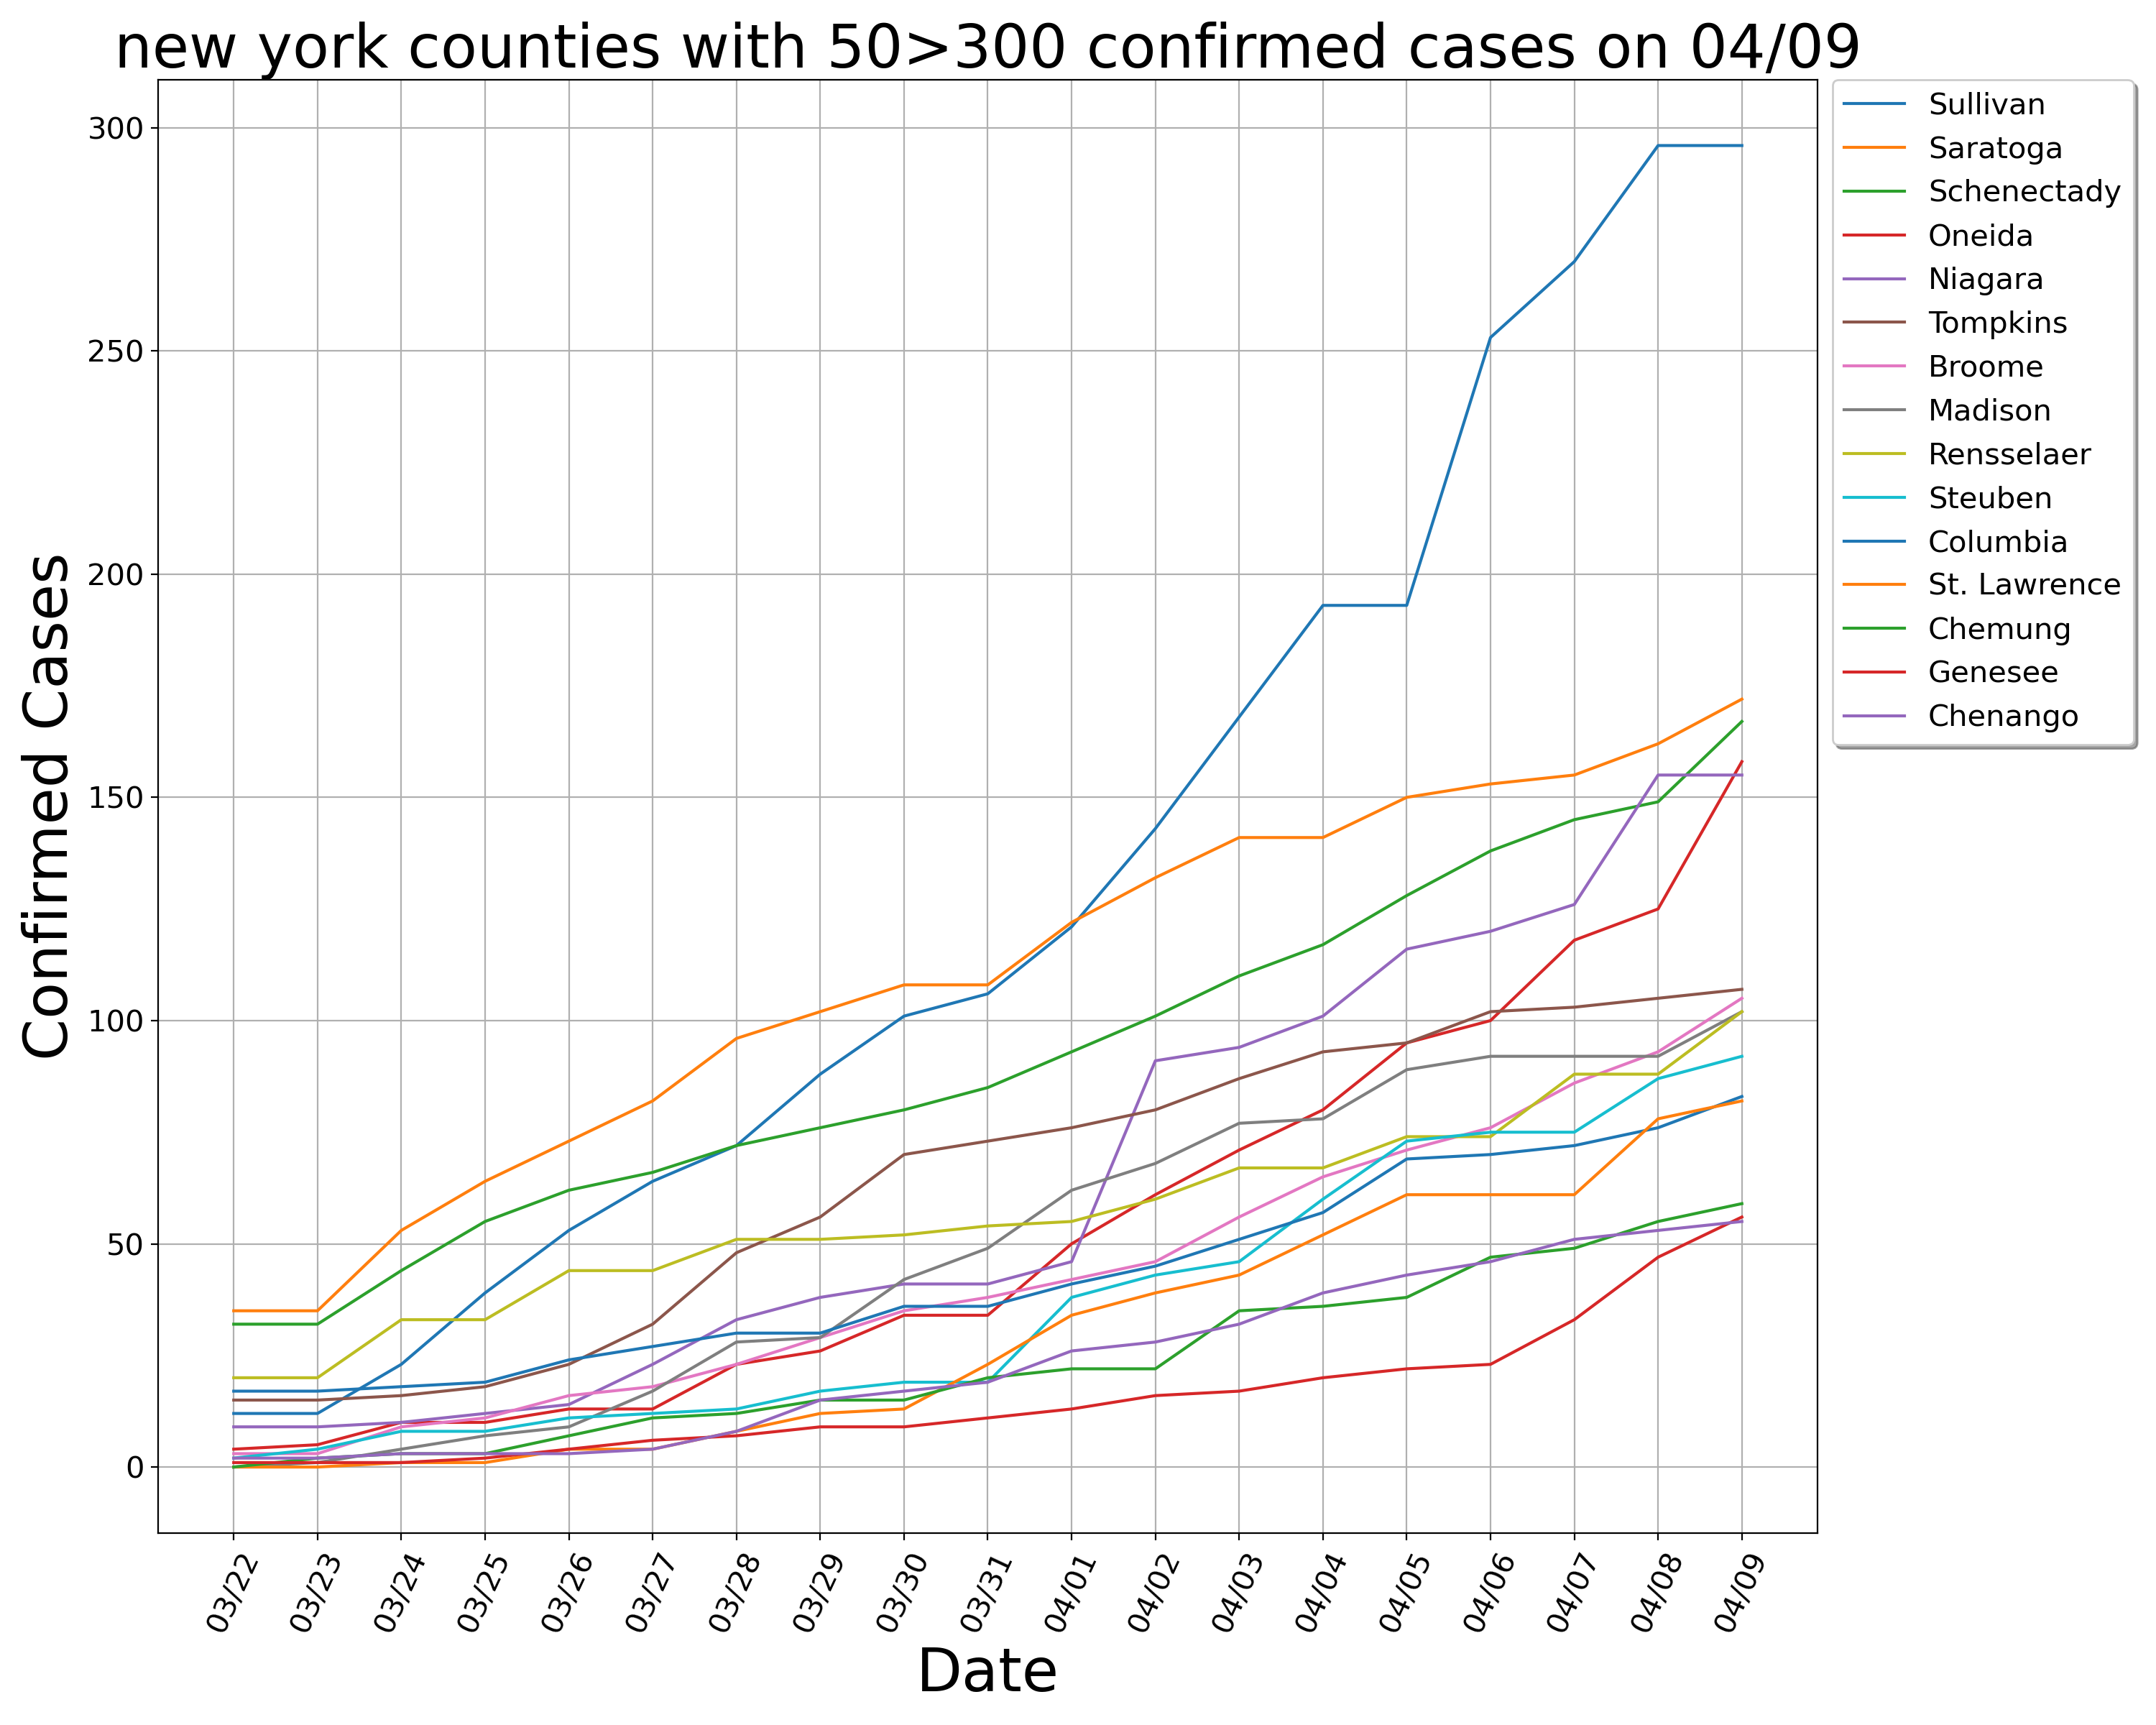 new york counties with 50>300 confirmed cases on 04/09
Confirmed Cases
300
250
200
150
100
50
0
03/22
03/23
03/24
03/25
03/26
03/27
03/28
03/29
03/30
03/31
04/01
04/02
04/03
04/04
04/05
04/06
04/07
04/08
04/09
Date
Sullivan
Saratoga
Schenectady
Oneida
Niagara
Tompkins
Broome
Madison
Rensselaer
Steuben
Columbia
St. Lawrence
Chemung
Genesee
Chenango